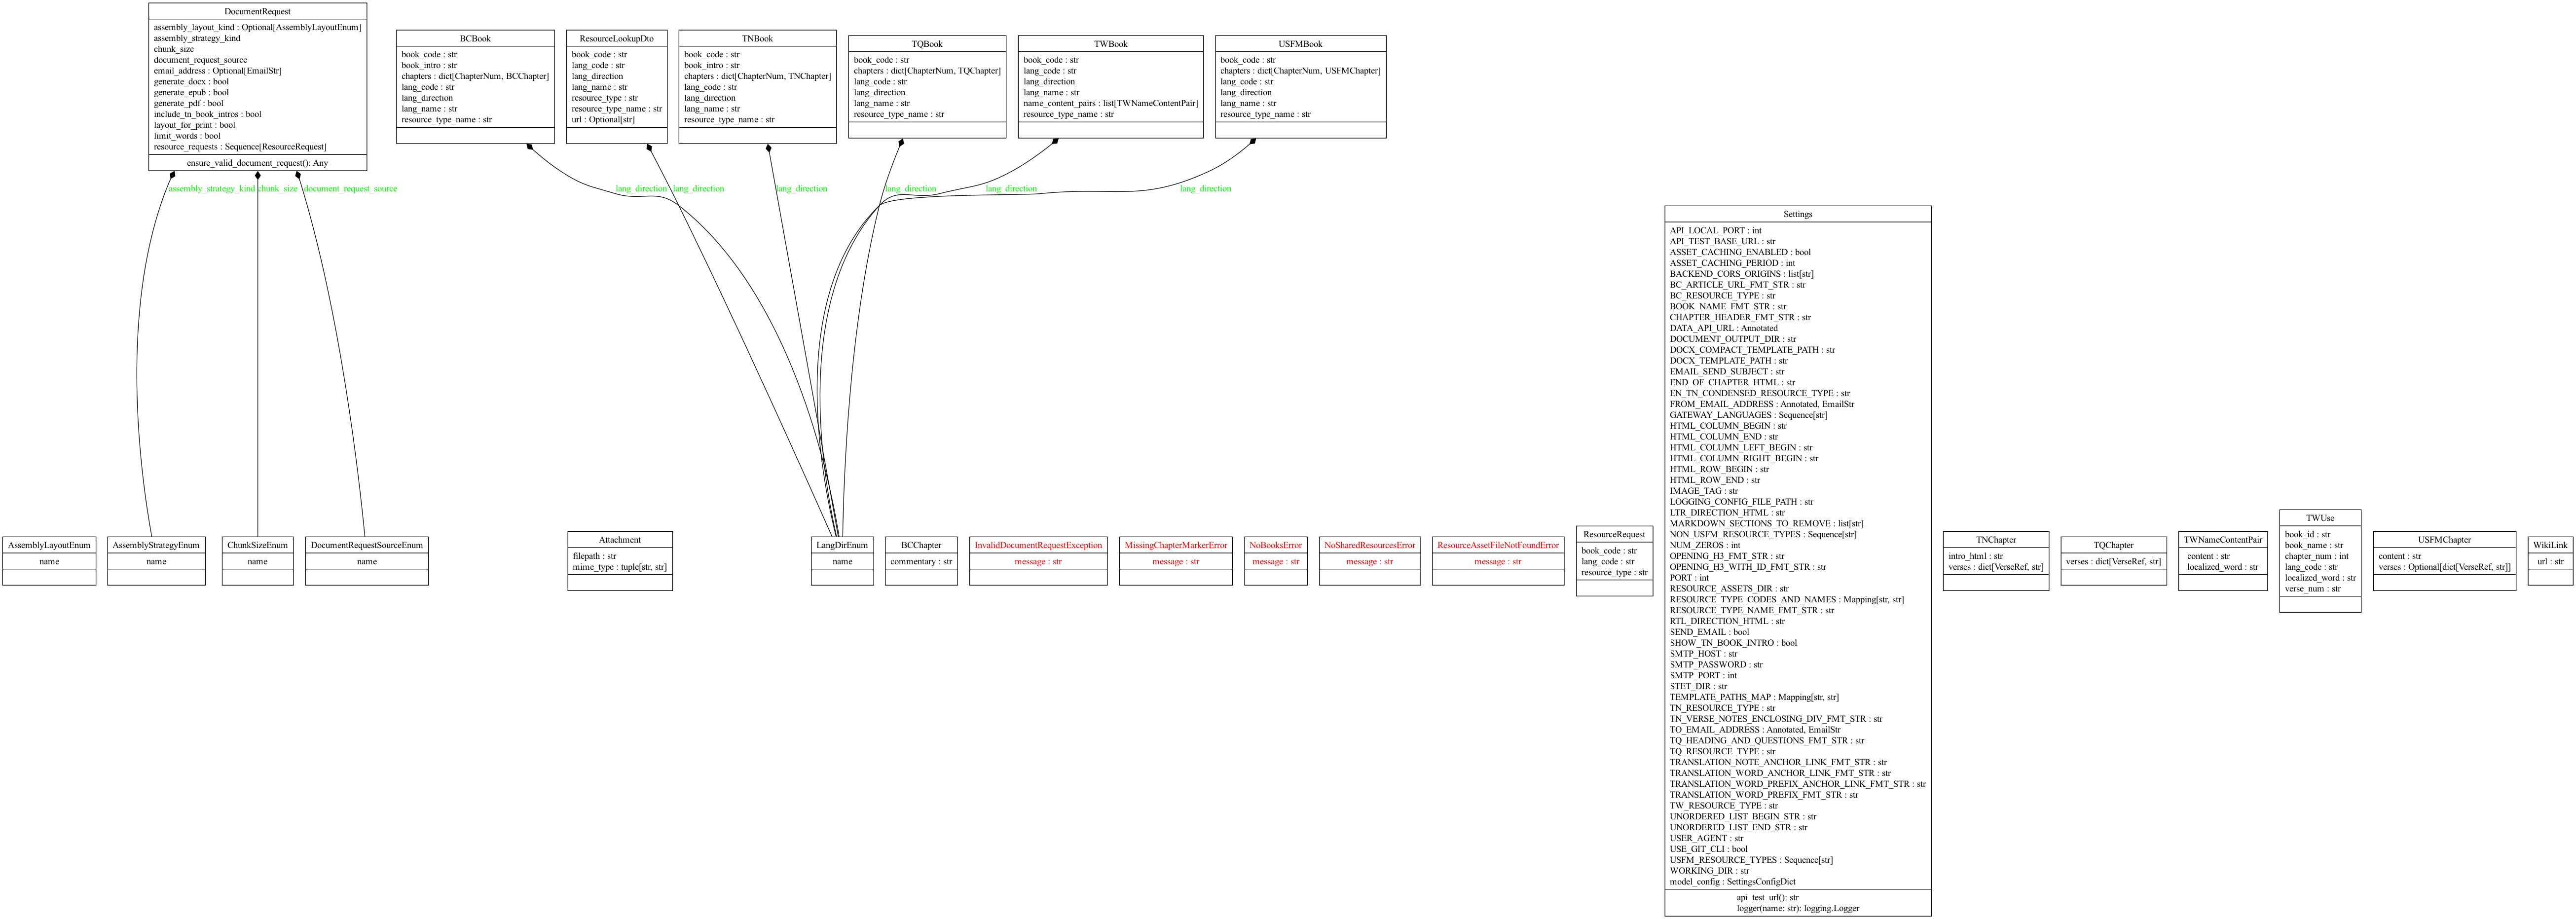 DocumentRequest
assembly_layout_kind : Optional[AssemblyLayoutEnum]
assembly_strategy_kind
chunk_size
document_request_source
email_address : Optional[EmailStr]
generate_docx : bool
generate_epub : bool
generate_pdf : bool
include_tn_book_intros : bool
layout_for_print : bool
limit_words : bool
resource_requests : Sequence[ResourceRequest]
ensure_valid_document_request(): Any
BCBook
book_code : str
book_intro : str
chapters : dict[ChapterNum, BCChapter]
lang_code : str
lang_direction
lang_name : str
resource_type_name : str
ResourceLookupDto
book_code : str
lang_code : str
lang_direction
lang_name : str
resource_type : str
resource_type_name : str
url : Optional[str]
TNBook
book_code : str
book_intro : str
chapters : dict[ChapterNum, TNChapter]
lang_code : str
lang_direction
lang_name : str
resource_type_name : str
TQBook
book_code : str
chapters : dict[ChapterNum, TQChapter]
lang_code : str
lang_direction
lang_name : str
resource_type_name : str
TWBook
book_code : str
lang_code : str
lang_direction
lang_name : str
name_content_pairs : list[TWNameContentPair]
resource_type_name : str
USFMBook
book_code : str
chapters : dict[ChapterNum, USFMChapter]
lang_code : str
lang_direction
lang_name : str
resource_type_name : str
assembly_strategy_kind
chunk_size
document_request_source
lang_direction
lang_direction
lang_direction
lang_direction
lang_direction
lang_direction
AssemblyLayoutEnum
name
AssemblyStrategyEnum
name
ChunkSizeEnum
name
DocumentRequestSourceEnum
name
Attachment
filepath : str
mime_type : tuple[str, str]
LangDirEnum
name
BCChapter
commentary : str
InvalidDocumentRequestException
message : str
MissingChapterMarkerError
message : str
NoBooksError
message : str
NoSharedResourcesError
message : str
ResourceAssetFileNotFoundError
message : str
ResourceRequest
book_code : str
lang_code : str
resource_type : str
Settings
API_LOCAL_PORT : int
API_TEST_BASE_URL : str
ASSET_CACHING_ENABLED : bool
ASSET_CACHING_PERIOD : int
BACKEND_CORS_ORIGINS : list[str]
BC_ARTICLE_URL_FMT_STR : str
BC_RESOURCE_TYPE : str
BOOK_NAME_FMT_STR : str
CHAPTER_HEADER_FMT_STR : str
DATA_API_URL : Annotated
DOCUMENT_OUTPUT_DIR : str
DOCX_COMPACT_TEMPLATE_PATH : str
DOCX_TEMPLATE_PATH : str
EMAIL_SEND_SUBJECT : str
END_OF_CHAPTER_HTML : str
EN_TN_CONDENSED_RESOURCE_TYPE : str
FROM_EMAIL_ADDRESS : Annotated, EmailStr
GATEWAY_LANGUAGES : Sequence[str]
HTML_COLUMN_BEGIN : str
HTML_COLUMN_END : str
HTML_COLUMN_LEFT_BEGIN : str
HTML_COLUMN_RIGHT_BEGIN : str
HTML_ROW_BEGIN : str
HTML_ROW_END : str
IMAGE_TAG : str
LOGGING_CONFIG_FILE_PATH : str
LTR_DIRECTION_HTML : str
MARKDOWN_SECTIONS_TO_REMOVE : list[str]
NON_USFM_RESOURCE_TYPES : Sequence[str]
NUM_ZEROS : int
OPENING_H3_FMT_STR : str
OPENING_H3_WITH_ID_FMT_STR : str
PORT : int
RESOURCE_ASSETS_DIR : str
RESOURCE_TYPE_CODES_AND_NAMES : Mapping[str, str]
RESOURCE_TYPE_NAME_FMT_STR : str
RTL_DIRECTION_HTML : str
SEND_EMAIL : bool
SHOW_TN_BOOK_INTRO : bool
SMTP_HOST : str
SMTP_PASSWORD : str
SMTP_PORT : int
STET_DIR : str
TEMPLATE_PATHS_MAP : Mapping[str, str]
TN_RESOURCE_TYPE : str
TN_VERSE_NOTES_ENCLOSING_DIV_FMT_STR : str
TO_EMAIL_ADDRESS : Annotated, EmailStr
TQ_HEADING_AND_QUESTIONS_FMT_STR : str
TQ_RESOURCE_TYPE : str
TRANSLATION_NOTE_ANCHOR_LINK_FMT_STR : str
TRANSLATION_WORD_ANCHOR_LINK_FMT_STR : str
TRANSLATION_WORD_PREFIX_ANCHOR_LINK_FMT_STR : str
TRANSLATION_WORD_PREFIX_FMT_STR : str
TW_RESOURCE_TYPE : str
UNORDERED_LIST_BEGIN_STR : str
UNORDERED_LIST_END_STR : str
USER_AGENT : str
USE_GIT_CLI : bool
USFM_RESOURCE_TYPES : Sequence[str]
WORKING_DIR : str
model_config : SettingsConfigDict
api_test_url(): str
logger(name: str): logging.Logger
TNChapter
intro_html : str
verses : dict[VerseRef, str]
TQChapter
verses : dict[VerseRef, str]
TWNameContentPair
content : str
localized_word : str
TWUse
book_id : str
book_name : str
chapter_num : int
lang_code : str
localized_word : str
verse_num : str
USFMChapter
content : str
verses : Optional[dict[VerseRef, str]]
WikiLink
url : str